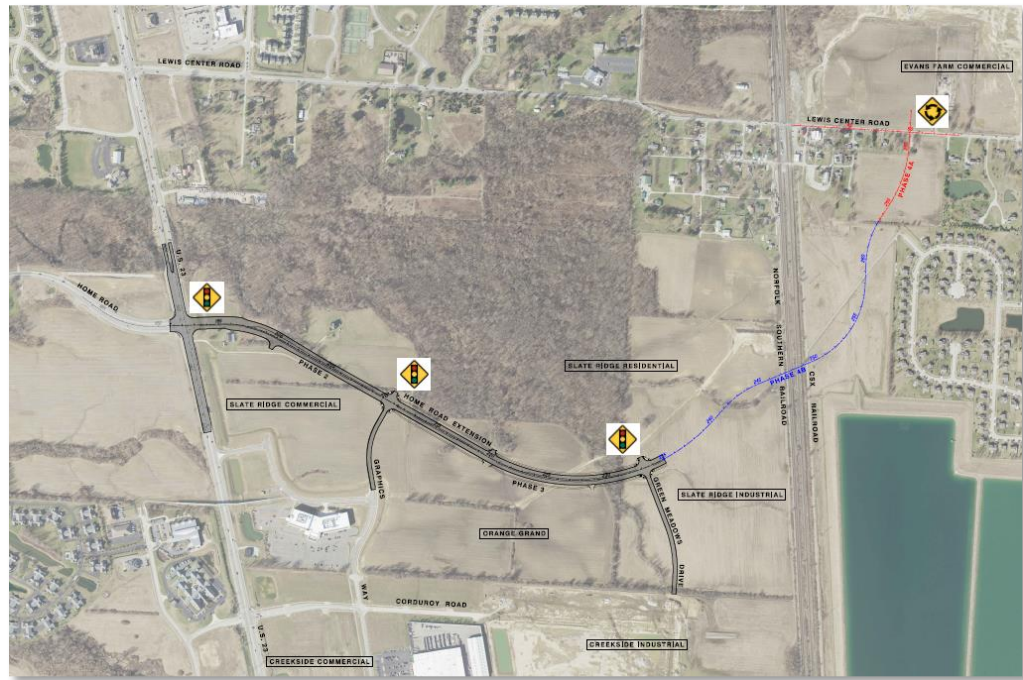 LEWIS CENTER ROAD
EVANS FARM COMMERCIAL
LEWIS CENTER ROAD
PHASE 4A
U.S. 23
HOME ROAD
NORFOLK SOUTHERN RAILROAD
PHASE 2
SLATE RIDGE RESIDENTIAL
CSX RAILROAD
PHASE 4B
SLATE RIDGE COMMERCIAL
HOME ROAD EXTENSION
GRAPHICS WAY
PHASE 3
GREEN MEADOWS DRIVE
SLATE RIDGE INDUSTRIAL
ORANGE GRAND
CORDUROY ROAD
U.S. 23
CREEKSIDE INDUSTRIAL
CREEKSIDE COMMERCIAL